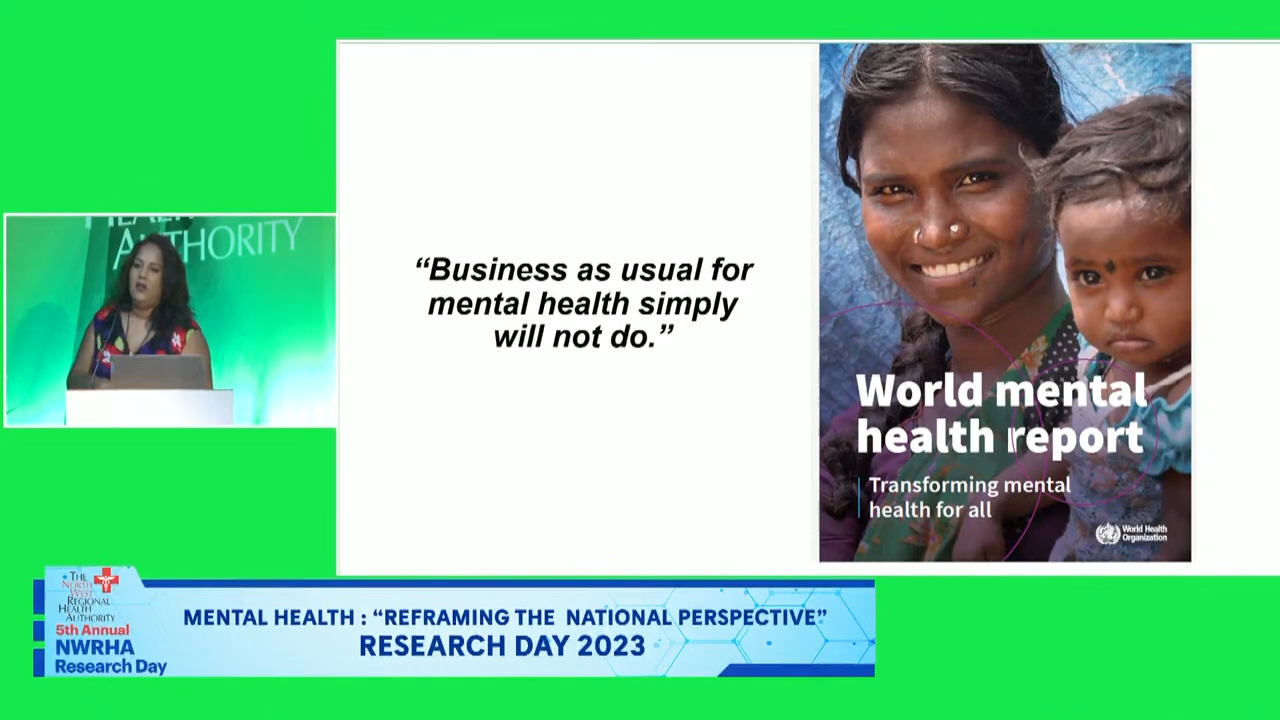 AUTHORITY
“Business as usual for
mental health simply
will not do.”
World mental
health report
Transforming mental
health for all
World Health
Organization
THE
NORTH
WEST
REGIONAL
HEALTH
AUTHORITY
5th Annual
NWRHA
Research Day
MENTAL HEALTH : “REFRAMING THE NATIONAL PERSPECTIVE”
RESEARCH DAY 2023